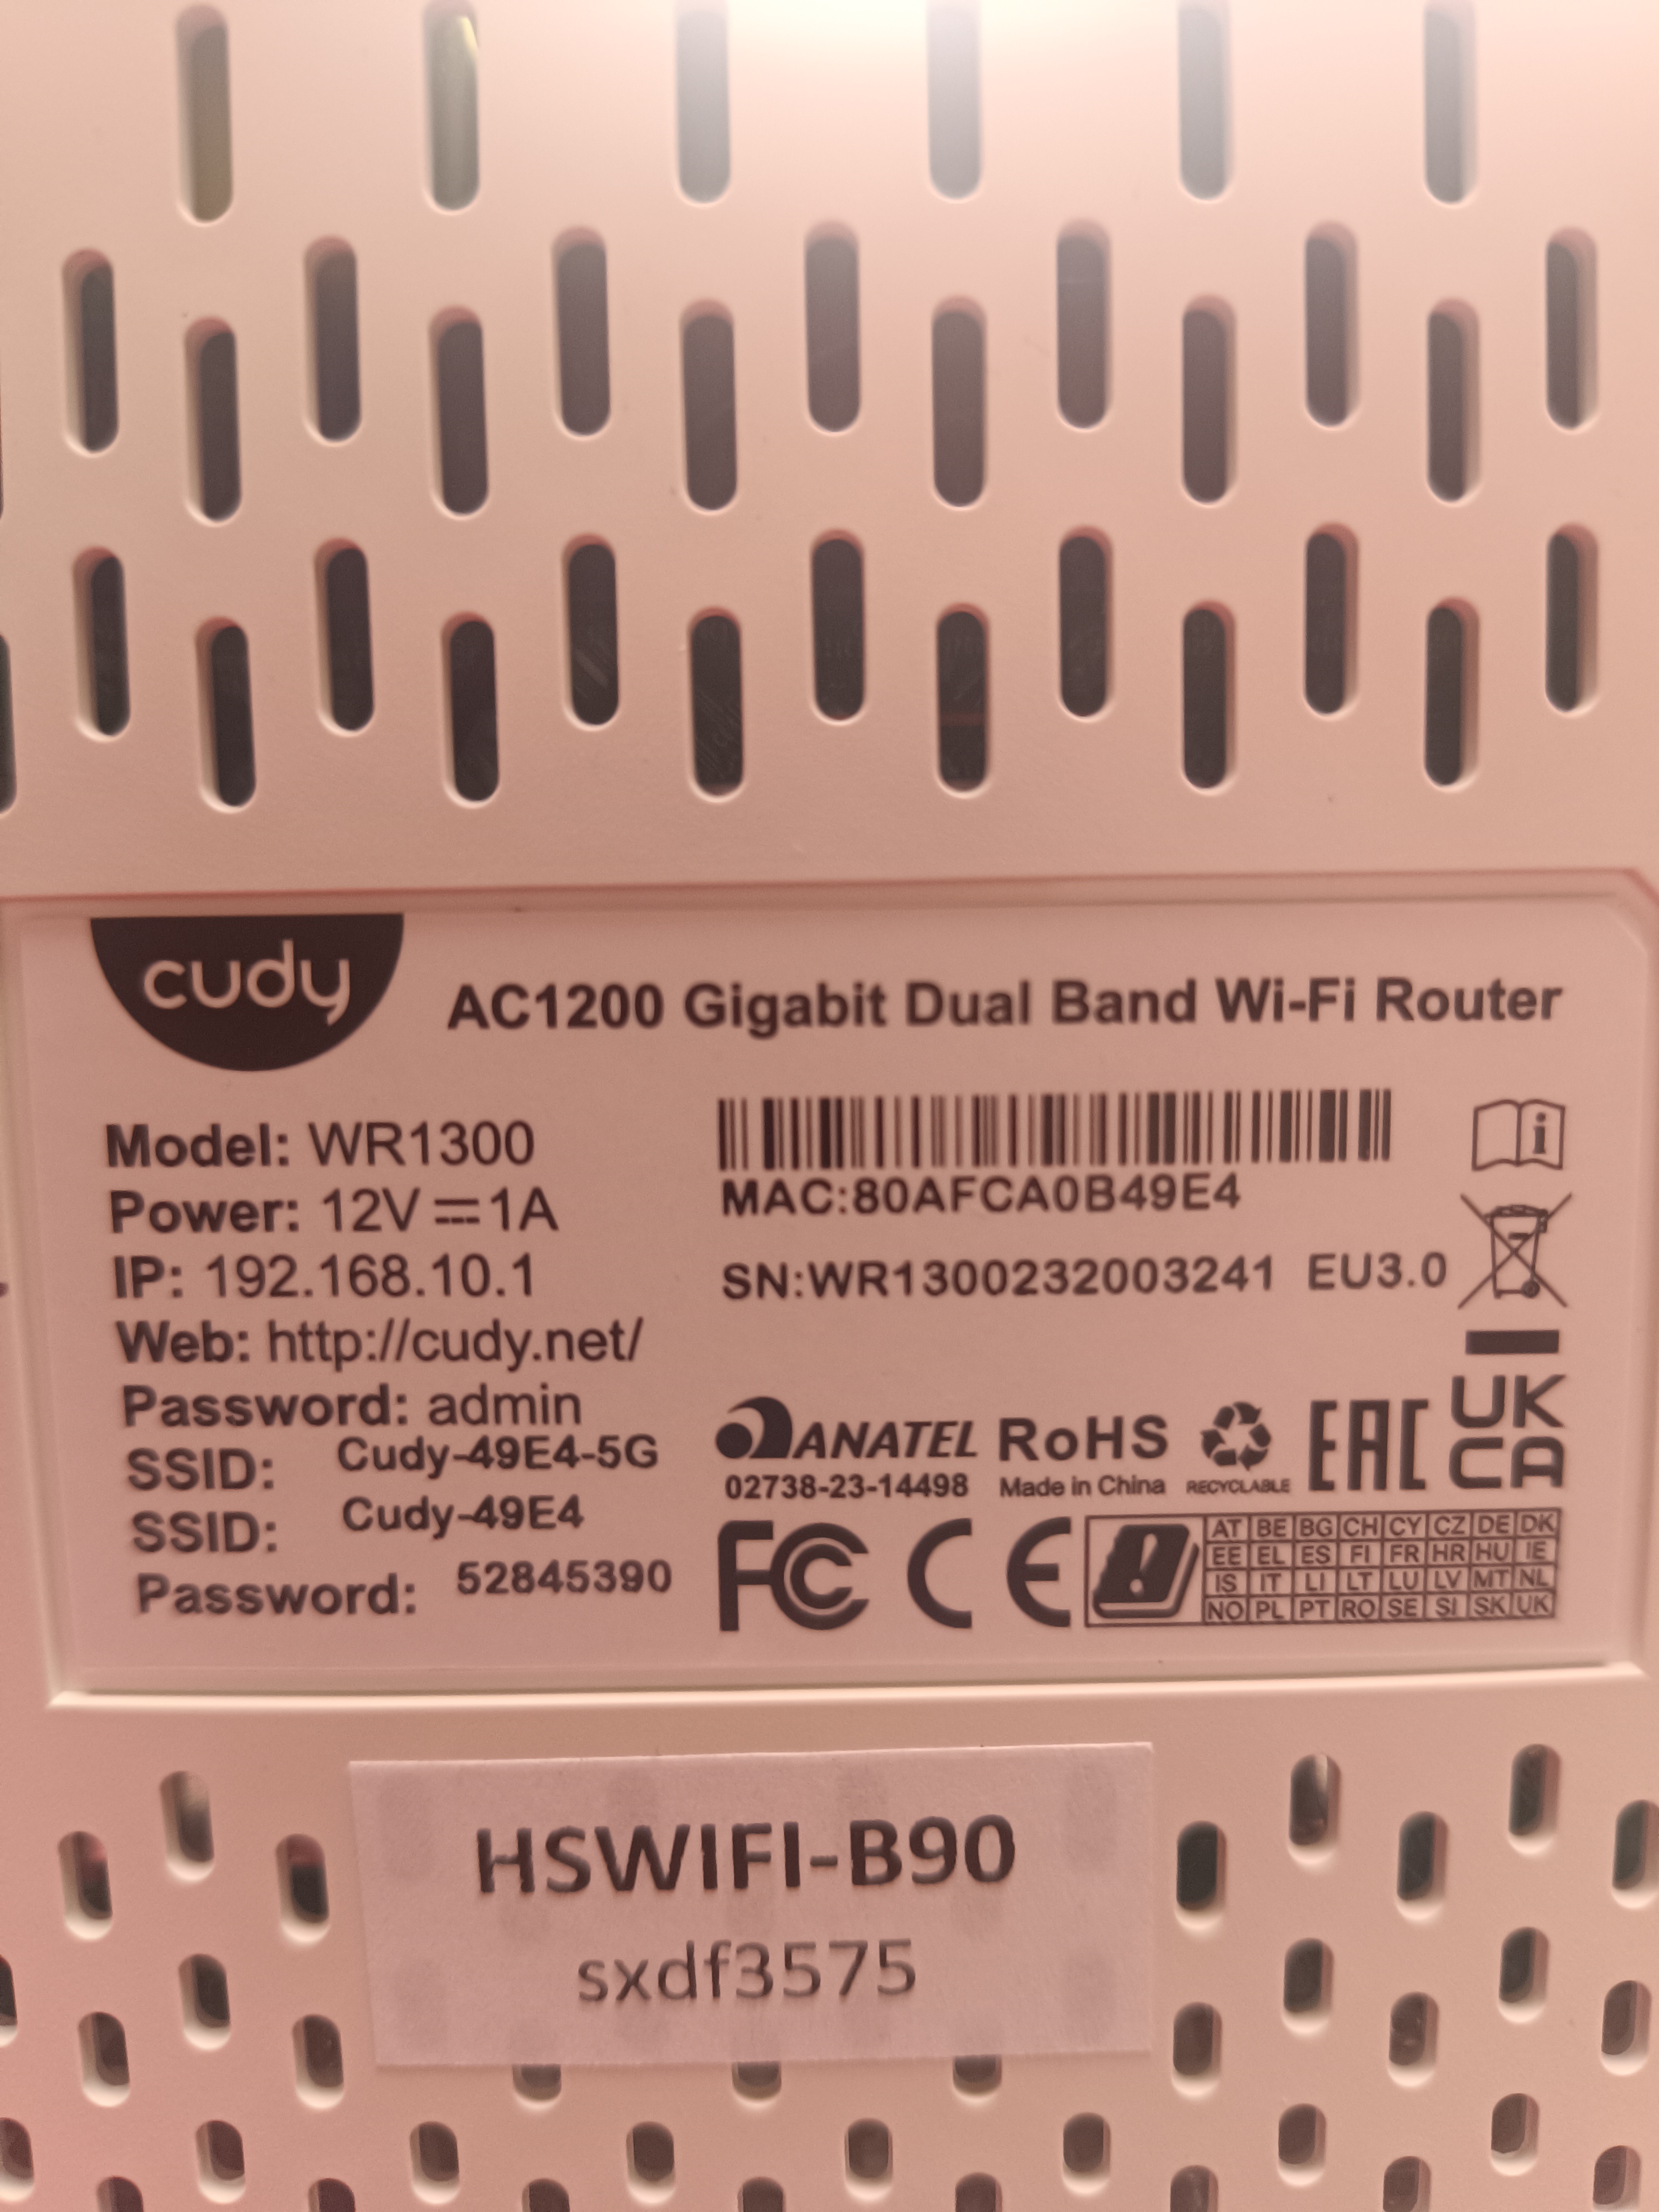 cudy
AC1200 Gigabit Dual Band Wi-Fi Router
Model: WR1300
Power: 12V⎓1A
IP: 192.168.10.1
Web: http://cudy.net/
Password: admin
SSID: Cudy-49E4-5G
SSID: Cudy-49E4
Password: 52845390
MAC:80AFCA0B49E4
SN:WR1300232003241 EU3.0
ANATEL
02738-23-14498
RoHS
Made in China
RECYCLABLE
EAC
UK
CA
FC CE
AT BE BG CH CY CZ DE DK
EE EL ES FI FR HR HU IE
IS IT LI LT LU LV MT NL
NO PL PT RO SE SI SK UK
HSWIFI-B90
sxdf3575